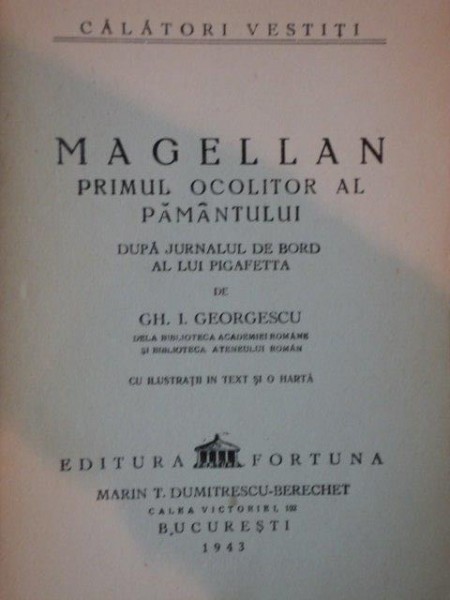 CĂLĂTORI VESTIȚI
MAGELLAN
PRIMUL OCOLITOR AL
PĂMÂNTULUI
DUPĂ JURNALUL DE BORD
AL LUI PIGAFETTA
DE
GH. I. GEORGESCU
DELA BIBLIOTECA ACADEMIEI ROMÂNE
ȘI BIBLIOTECA ATENEULUI ROMÂN
CU ILUSTRAȚII IN TEXT ȘI O HARTĂ
EDITURA FORTUNA
MARIN T. DUMITRESCU-BERECHET
CALEA VICTORIEI, 102
BUCUREȘTI
1943